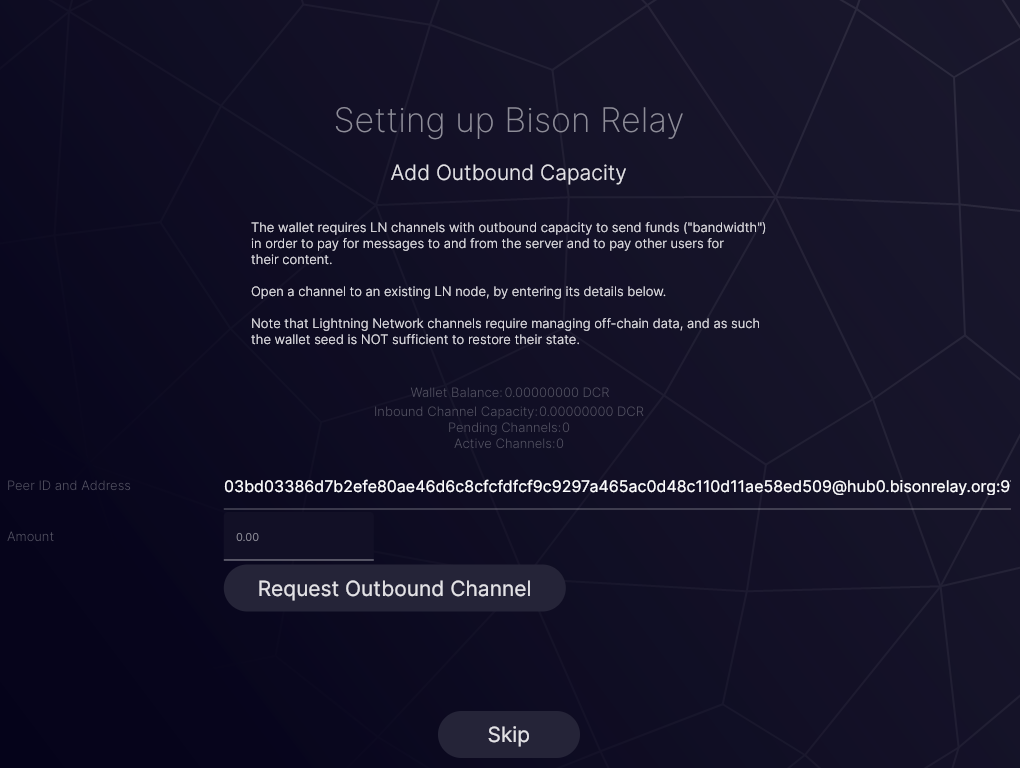 Setting up Bison Relay
Add Outbound Capacity
The wallet requires LN channels with outbound capacity to send funds ("bandwidth")
in order to pay for messages to and from the server and to pay other users for
their content.
Open a channel to an existing LN node, by entering its details below.
Note that Lightning Network channels require managing off-chain data, and as such
the wallet seed is NOT sufficient to restore their state.
Wallet Balance: 0.00000000 DCR
Inbound Channel Capacity: 0.00000000 DCR
Pending Channels: 0
Active Channels: 0
Peer ID and Address 03bd03386d7b2efe80ae46d6c8cfcfdfcf9c9297a465ac0d48c110d11ae58ed509@hub0.bisonrelay.org:9
Amount 0.00
Request Outbound Channel
Skip